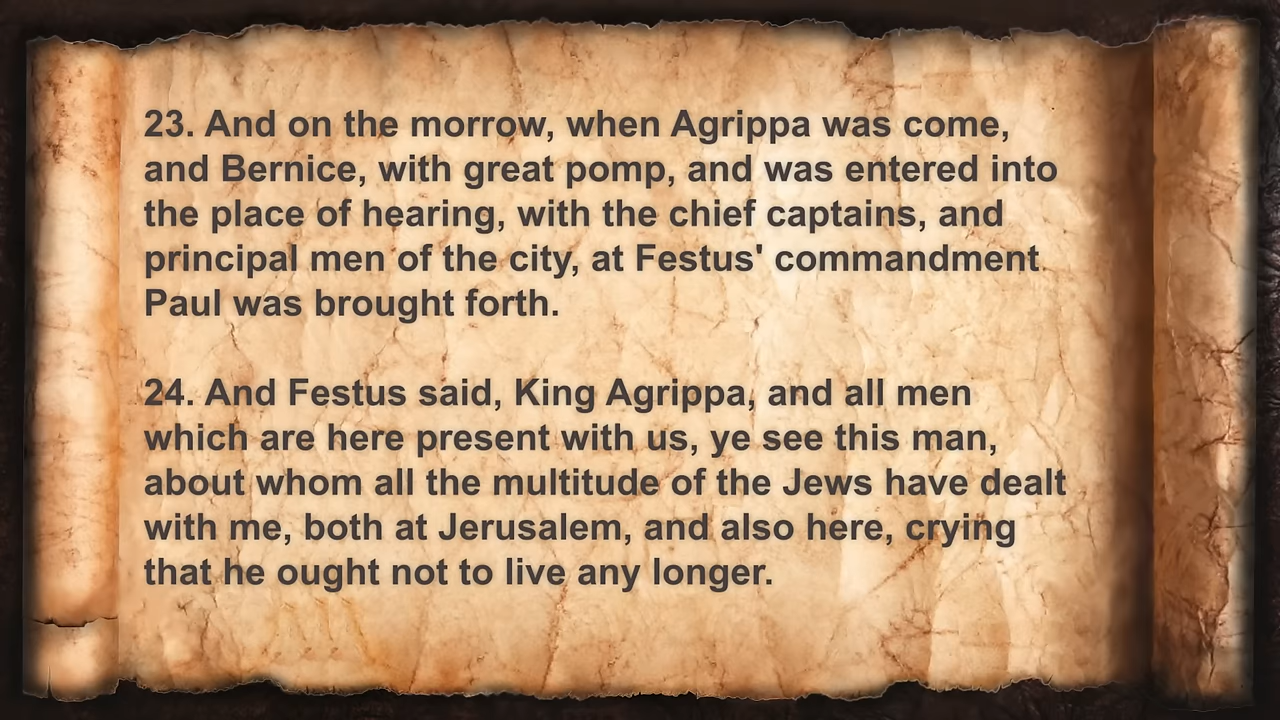 23. And on the morrow, when Agrippa was come,
and Bernice, with great pomp, and was entered into
the place of hearing, with the chief captains, and
principal men of the city, at Festus' commandment
Paul was brought forth.
24. And Festus said, King Agrippa, and all men
which are here present with us, ye see this man,
about whom all the multitude of the Jews have dealt
with me, both at Jerusalem, and also here, crying
that he ought not to live any longer.